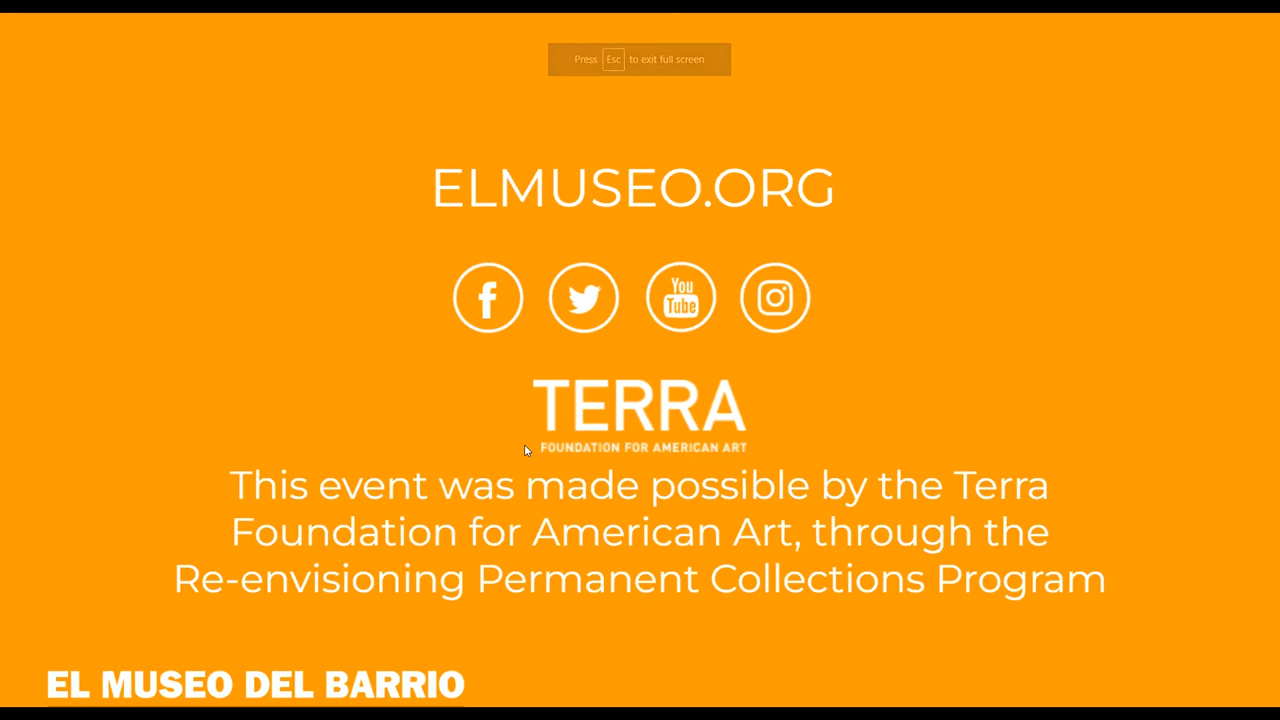 Press Esc to exit full screen
ELMUSEO.ORG
You
Tube
TERRA
FOUNDATION FOR AMERICAN ART
This event was made possible by the Terra
Foundation for American Art, through the
Re-envisioning Permanent Collections Program
EL MUSEO DEL BARRIO